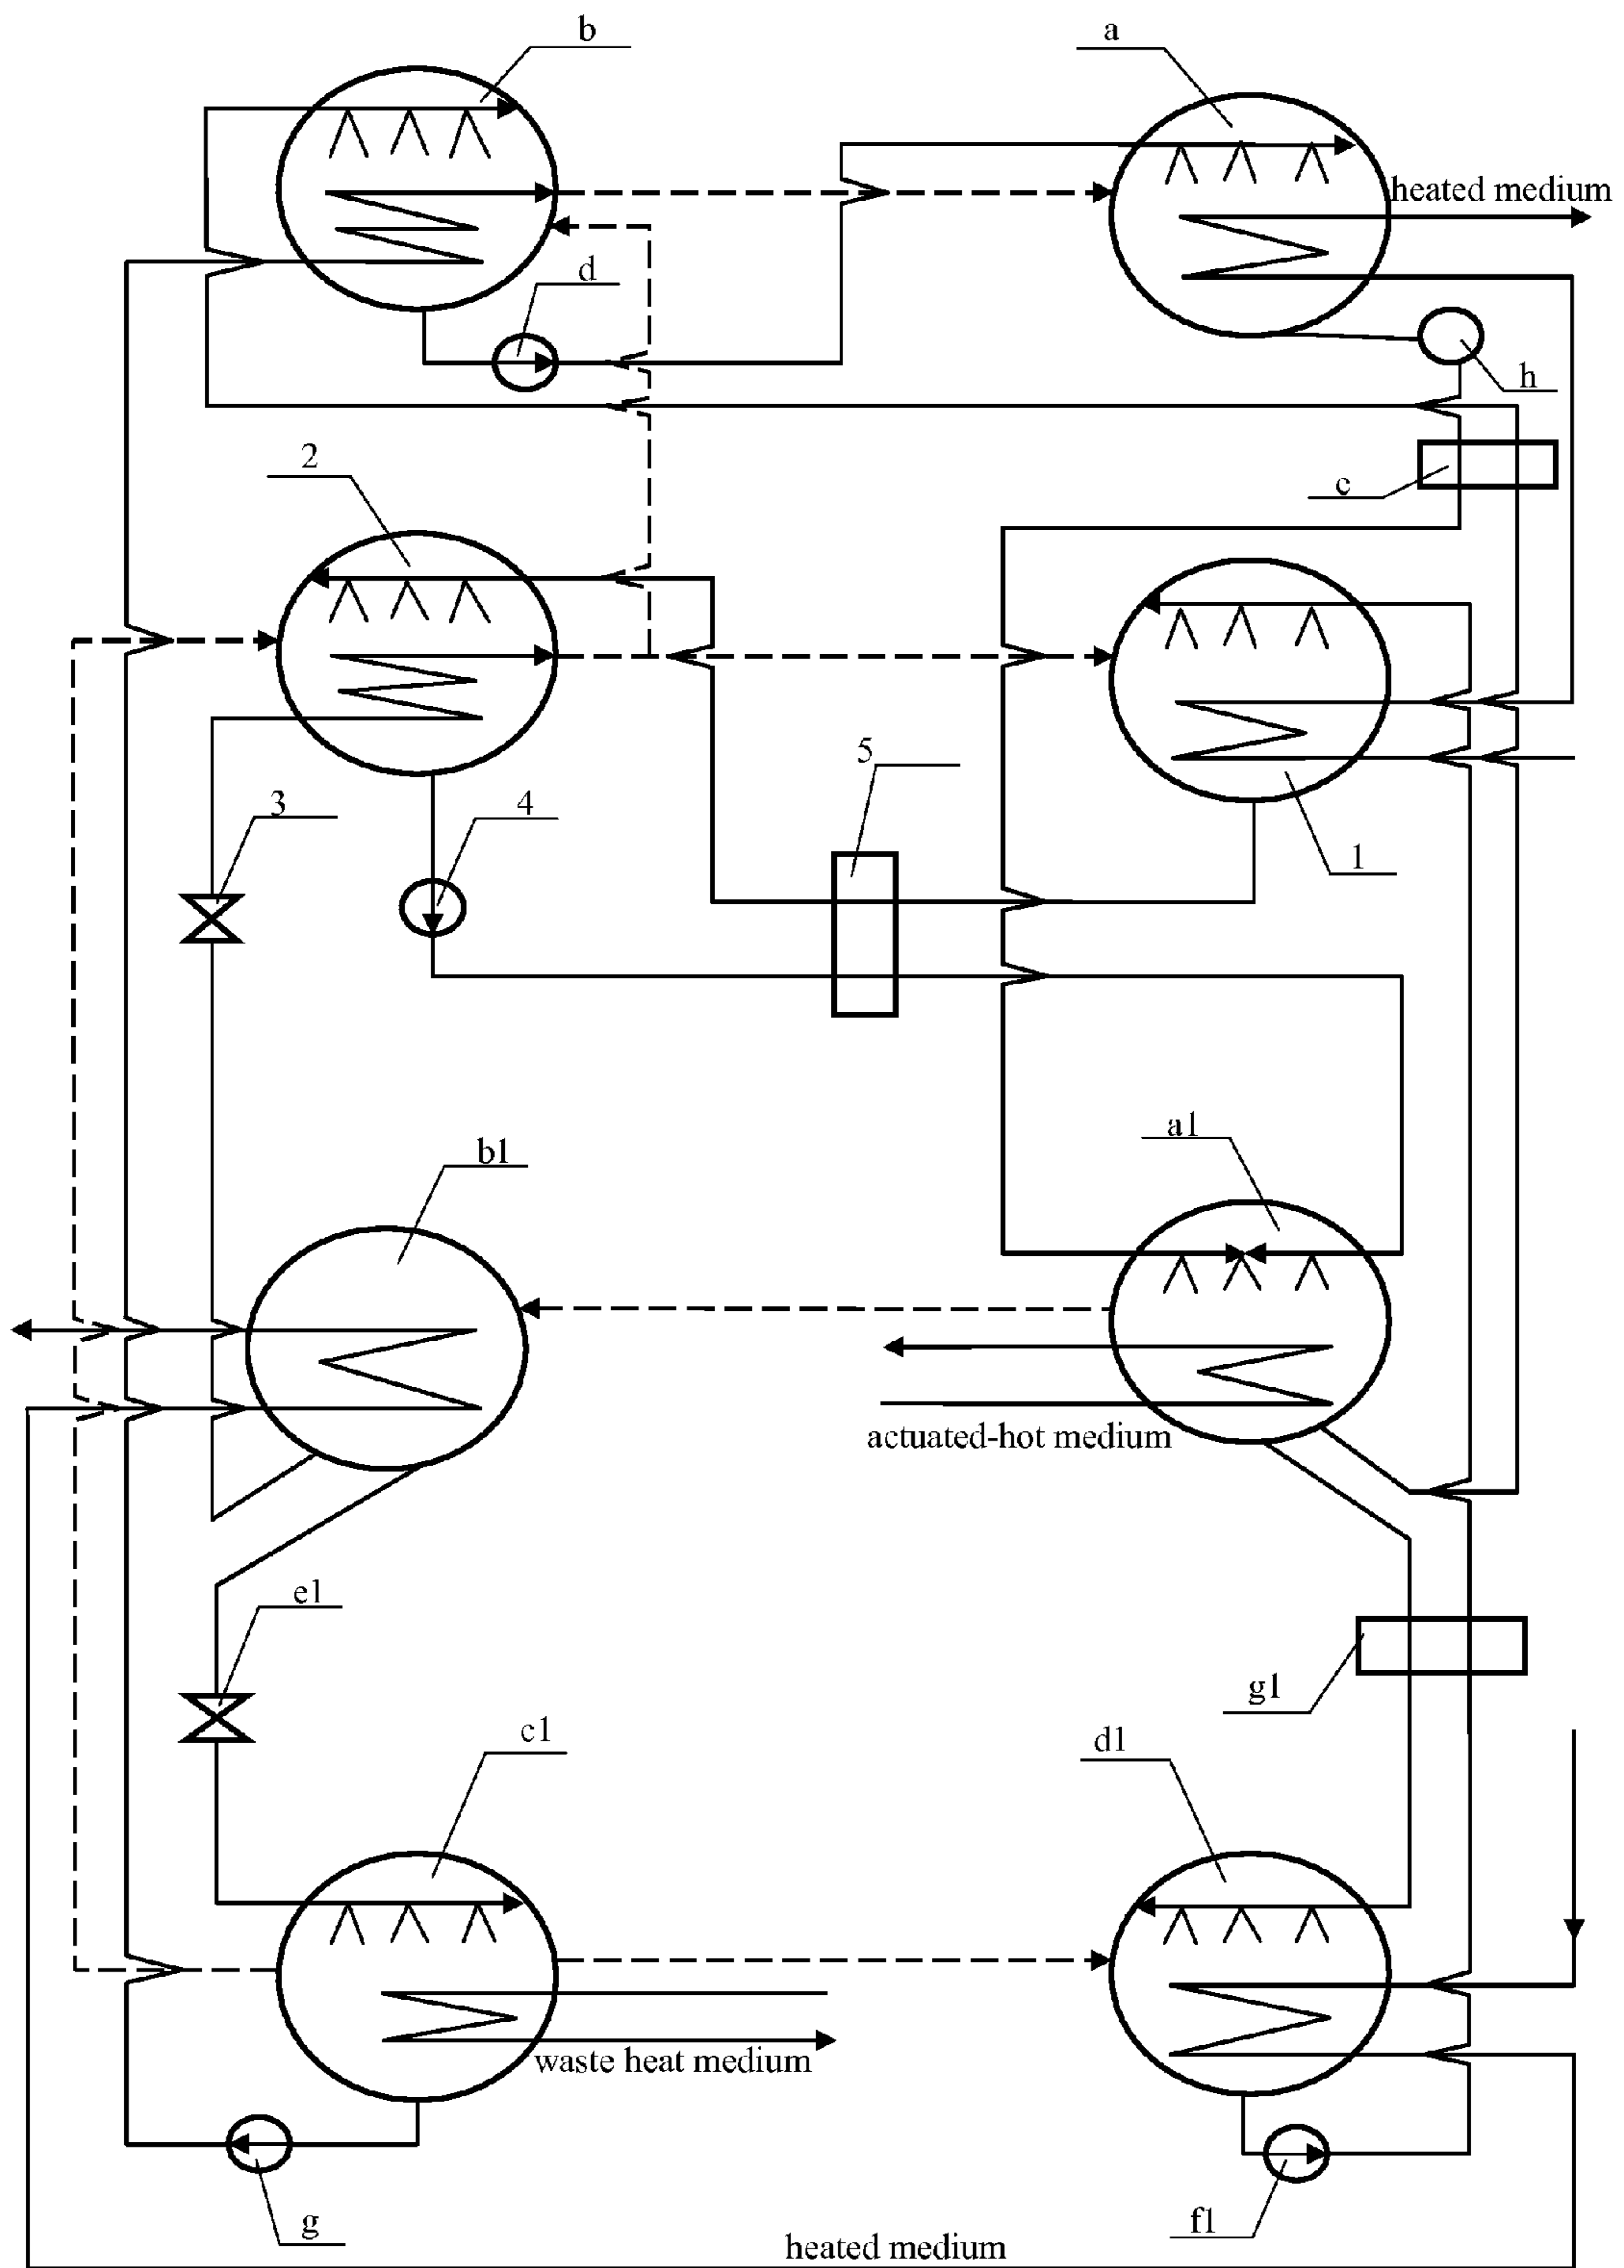 b
a
heated medium
d
h
2
c
5
3
4
1
a1
b1
actuated-hot medium
e1
g1
c1
d1
waste heat medium
g
f1
heated medium